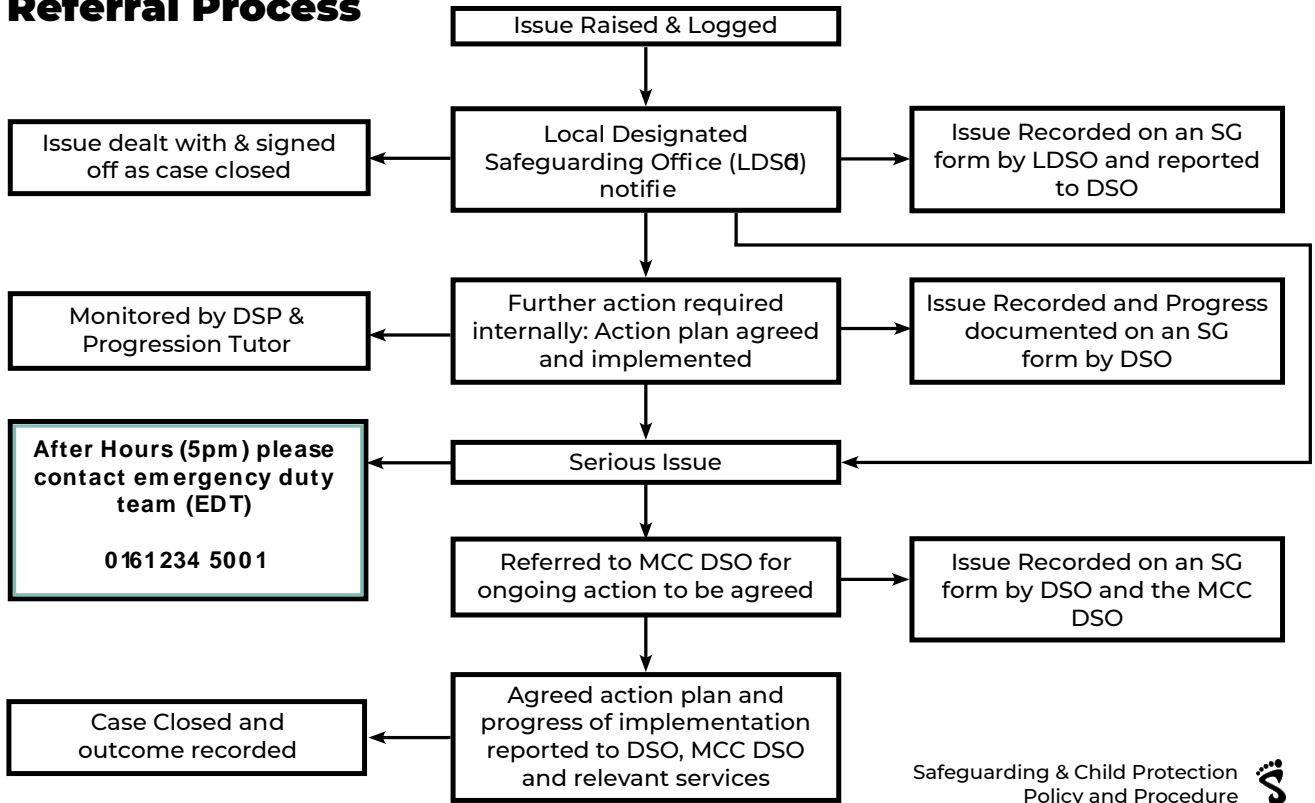 Referral Process
Issue Raised & Logged
Issue dealt with & signed
off as case closed
Local Designated
Safeguarding Office (LDSO)
notifie
Issue Recorded on an SG
form by LDSO and reported
to DSO
Monitored by DSP &
Progression Tutor
Further action required
internally: Action plan agreed
and implemented
Issue Recorded and Progress
documented on an SG
form by DSO
After Hours (5pm) please
contact emergency duty
team (EDT)
0161 234 5001
Serious Issue
Referred to MCC DSO for
ongoing action to be agreed
Issue Recorded on an SG
form by DSO and the MCC
DSO
Case Closed and
outcome recorded
Agreed action plan and
progress of implementation
reported to DSO, MCC DSO
and relevant services
Safeguarding & Child Protection
Policy and Procedure